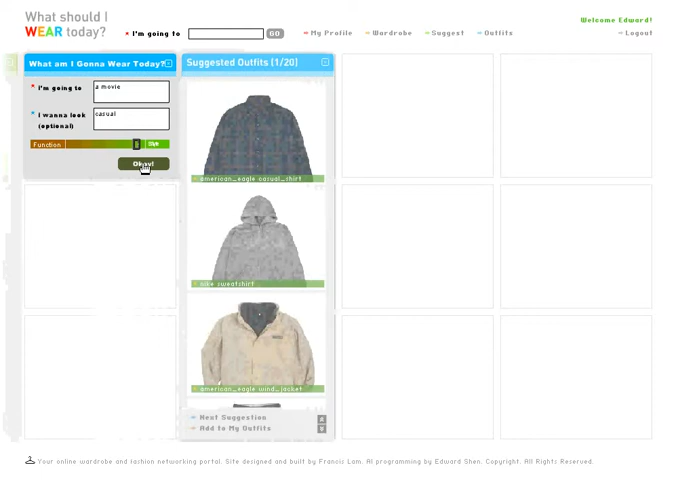 What should I
WEAR today?
I'm going to
GO
My Profile
Wardrobe
Suggest
Outfits
Welcome Edward!
Logout
What am I Gonna Wear Today?
I'm going to
a movie
I wanna look
(optional)
casual
Function
Style
Okay!
Suggested Outfits (1/20)
american_eagle casual_shirt
nike sweatshirt
american_eagle wind_jacket
Next Suggestion
Add to My Outfits
Your online wardrobe and fashion networking portal. Site designed and built by Francis Lam. AI programming by Edward Shen. Copyright. All Rights Reserved.